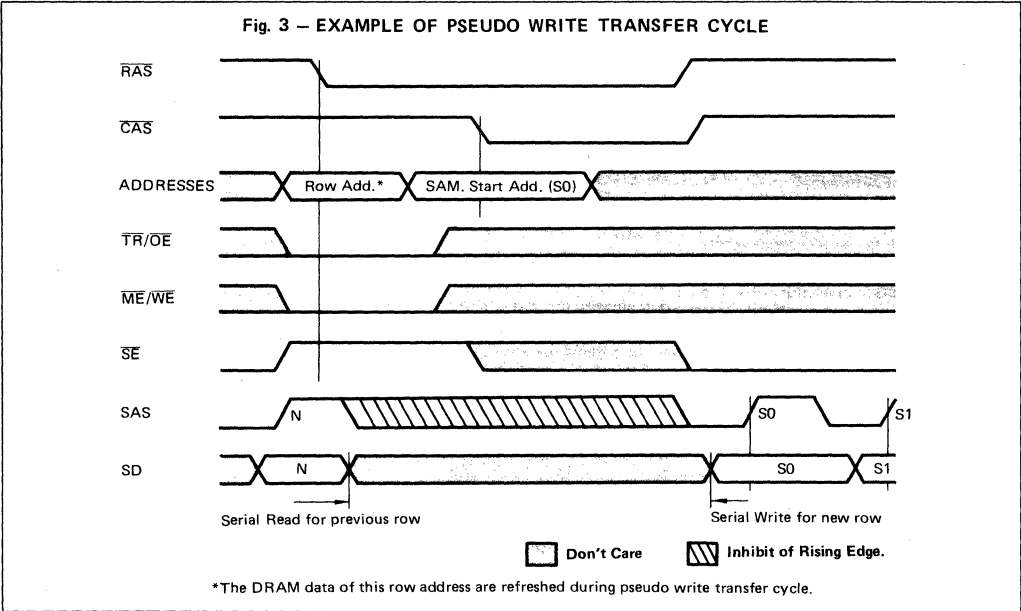 Fig. 3 – EXAMPLE OF PSEUDO WRITE TRANSFER CYCLE
RAS
CAS
ADDRESSES
Row Add.*
SAM. Start Add. (S0)
TR/OE
ME/WE
SE
SAS
N
S0
S1
SD
N
S0
S1
Serial Read for previous row
Serial Write for new row
Don't Care
Inhibit of Rising Edge.
*The DRAM data of this row address are refreshed during pseudo write transfer cycle.